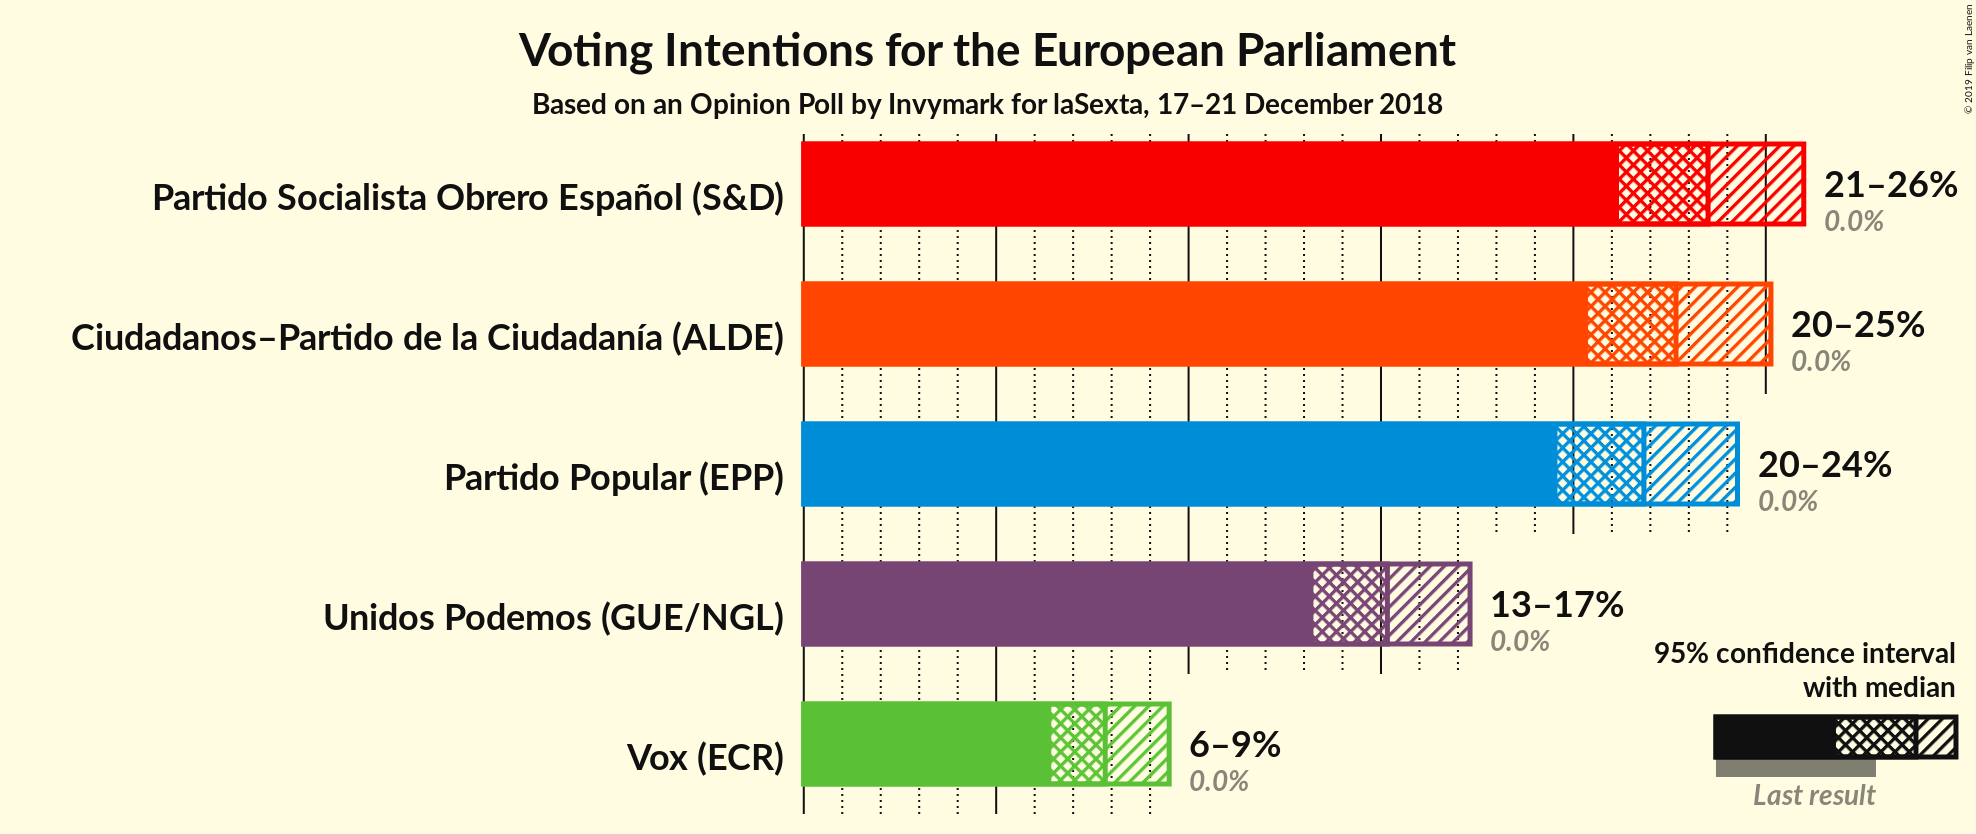 Voting Intentions for the European Parliament
Based on an Opinion Poll by Invymark for laSexta, 17–21 December 2018
© 2019 Filip van Laenen
Partido Socialista Obrero Español (S&D)
21–26%
0.0%
Ciudadanos–Partido de la Ciudadanía (ALDE)
20–25%
0.0%
Partido Popular (EPP)
20–24%
0.0%
Unidos Podemos (GUE/NGL)
13–17%
0.0%
Vox (ECR)
6–9%
0.0%
95% confidence interval
with median
Last result